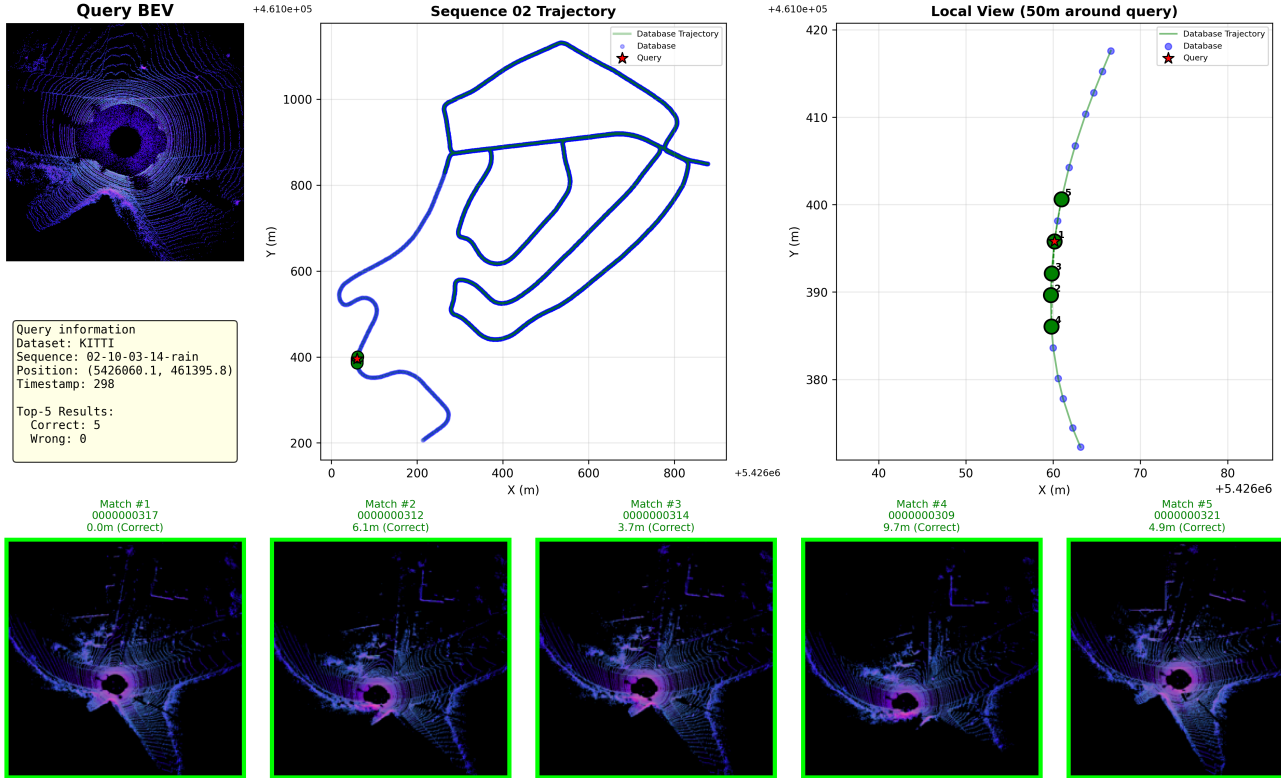 Query BEV
Query information
Dataset: KITTI
Sequence: 02-10-03-14-rain
Position: (5426060.1, 461395.8)
Timestamp: 298
Top-5 Results:
Correct: 5
Wrong: 0
+4.610e+05
Sequence 02 Trajectory
Database Trajectory
Database
Query
Y (m)
1000
800
600
400
200
0
200
400
600
800
X (m)
+5.426e6
+4.610e+05
Local View (50m around query)
Database Trajectory
Database
Query
Y (m)
420
410
400
390
380
5
1
3
2
4
40
50
60
70
80
X (m)
+5.426e6
Match #1
0000000317
0.0m (Correct)
Match #2
0000000312
6.1m (Correct)
Match #3
0000000314
3.7m (Correct)
Match #4
0000000309
9.7m (Correct)
Match #5
0000000321
4.9m (Correct)